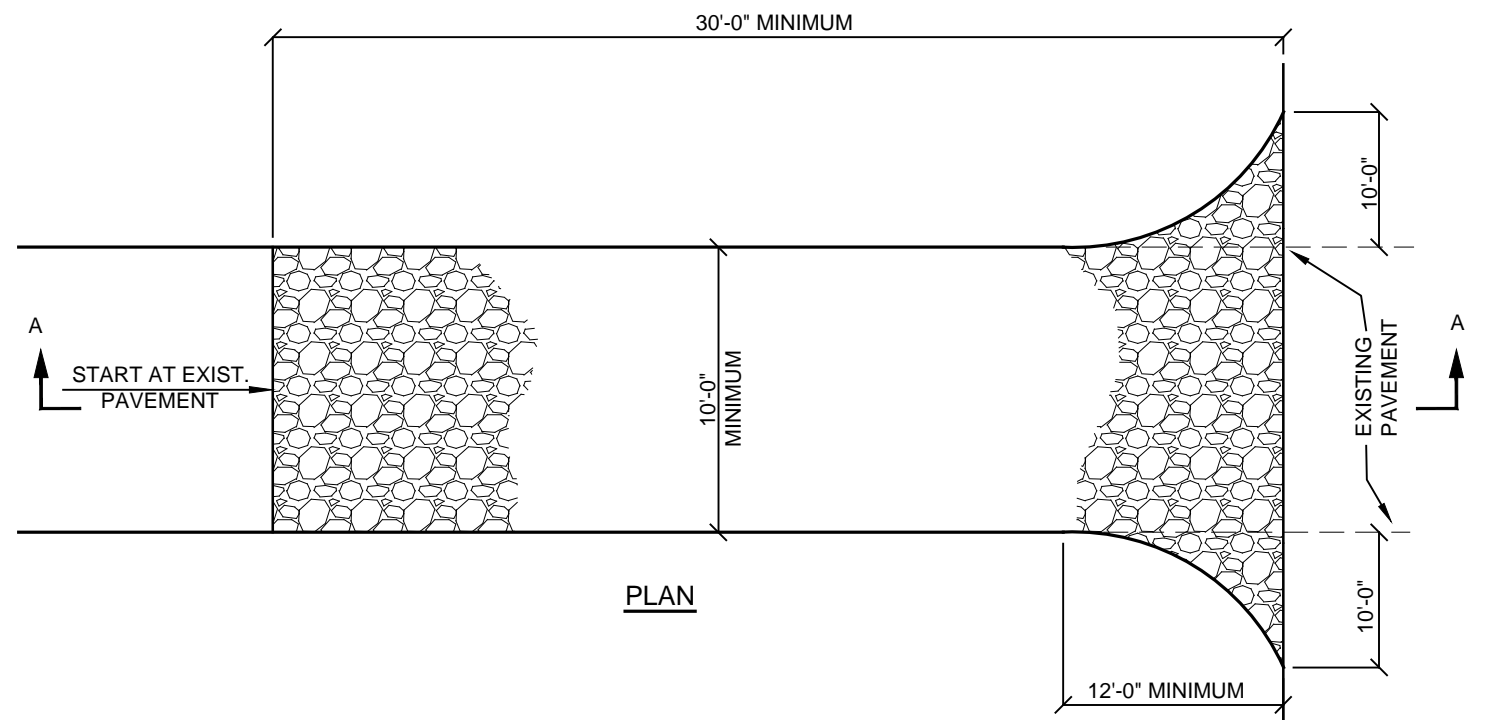 30'-0" MINIMUM
10'-0"
A
START AT EXIST.
PAVEMENT
10'-0"
MINIMUM
EXISTING
PAVEMENT
A
PLAN
10'-0"
12'-0" MINIMUM